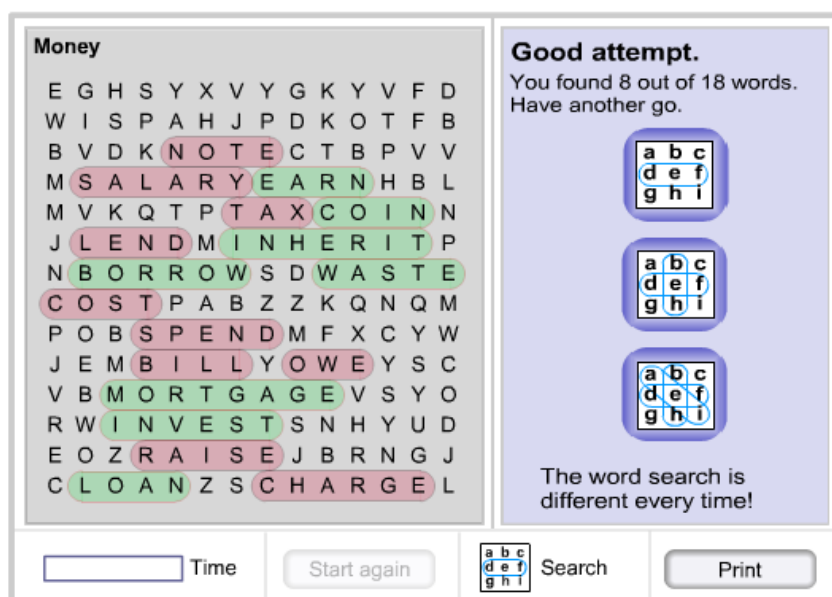 Money
E G H S Y X V Y G K Y V F D
W I S P A H J P D K O T F B
B V D K N O T E C T B P V V
M S A L A R Y E A R N H B L
M V K Q T P T A X C O I N N
J L E N D M I N H E R I T P
N B O R R O W S D W A S T E
C O S T P A B Z Z K Q N Q M
P O B S P E N D M F X C Y W
J E M B I L L Y O W E Y S C
V B M O R T G A G E V S Y O
R W I N V E S T S N H Y U D
E O Z R A I S E J B R N G J
C L O A N Z S C H A R G E L
Good attempt.
You found 8 out of 18 words.
Have another go.
a b c
d e f
g h i
a b c
d e f
g h i
a b c
d e f
g h i
The word search is
different every time!
Time
Start again
a b c
d e f
g h i
Search
Print